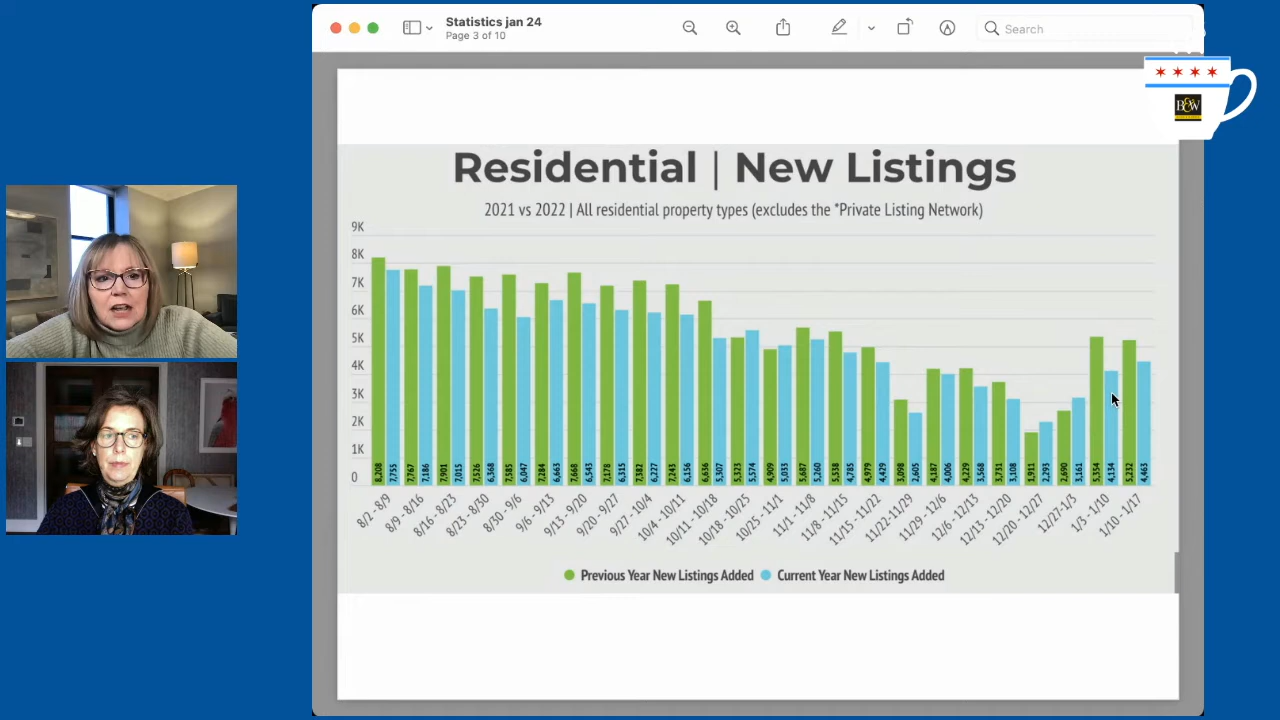 Statistics jan 24
Page 3 of 10
Search
B&W
Residential | New Listings
2021 vs 2022 | All residential property types (excludes the *Private Listing Network)
9K
8K
7K
6K
5K
4K
3K
2K
1K
0
8,208 7,755 7,767 7,186 7,901 7,015 7,526 6,368 7,585 6,047 7,284 6,663 7,668 6,543 7,178 6,315 7,382 6,227 7,245 6,156 6,636 5,307 5,323 5,574 4,909 5,033 5,687 5,260 5,538 4,785 4,979 4,429 3,098 2,605 4,187 4,006 4,229 3,568 3,731 3,108 1,911 2,293 2,690 3,161 5,354 4,134 5,232 4,463
8/2 - 8/9 8/9 - 8/16 8/16 - 8/23 8/23 - 8/30 8/30 - 9/6 9/6 - 9/13 9/13 - 9/20 9/20 - 9/27 9/27 - 10/4 10/4 - 10/11 10/11 - 10/18 10/18 - 10/25 10/25 - 11/1 11/1 - 11/8 11/8 - 11/15 11/15 - 11/22 11/22 - 11/29 11/29 - 12/6 12/6 - 12/13 12/13 - 12/20 12/20 - 12/27 12/27-1/3 1/3 - 1/10 1/10 - 1/17
Previous Year New Listings Added Current Year New Listings Added